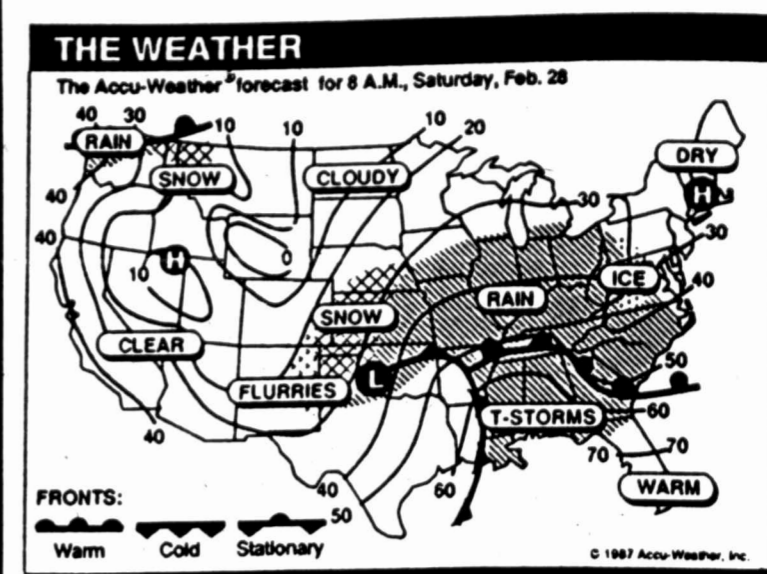 THE WEATHER
The Accu-Weather® forecast for 8 A.M., Saturday, Feb. 28
40 30 10 10 10 20
RAIN
SNOW
CLOUDY
DRY
H
40
30
40
H
30
10
0
ICE
40
RAIN
SNOW
CLEAR
L
50
FLURRIES
T-STORMS
60
40
70 70
WARM
40
60
50
FRONTS:
Warm Cold Stationary
© 1987 Accu-Weather, Inc.